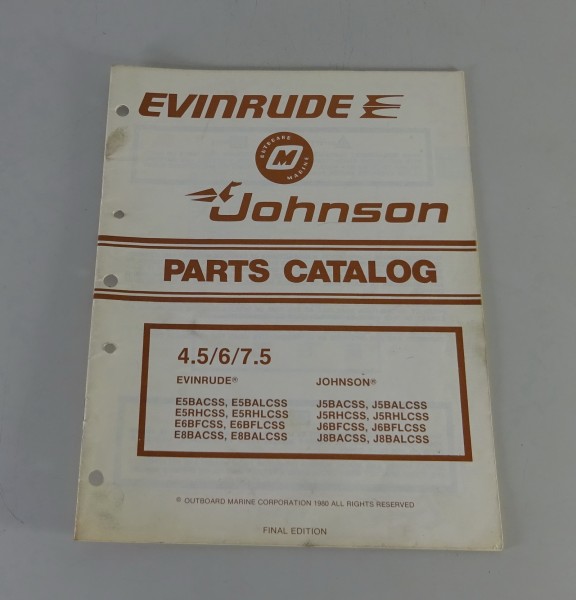 EVINRUDE
OUTBOARD
M
MARINE
Johnson
PARTS CATALOG
4.5/6/7.5
EVINRUDE® JOHNSON®
E5BACSS, E5BALCSS J5BACSS, J5BALCSS
E5RHCSS, E5RHLCSS J5RHCSS, J5RHLCSS
E6BFCSS, E6BFLCSS J6BFCSS, J6BFLCSS
E8BACSS, E8BALCSS J8BACSS, J8BALCSS
© OUTBOARD MARINE CORPORATION 1980 ALL RIGHTS RESERVED
FINAL EDITION